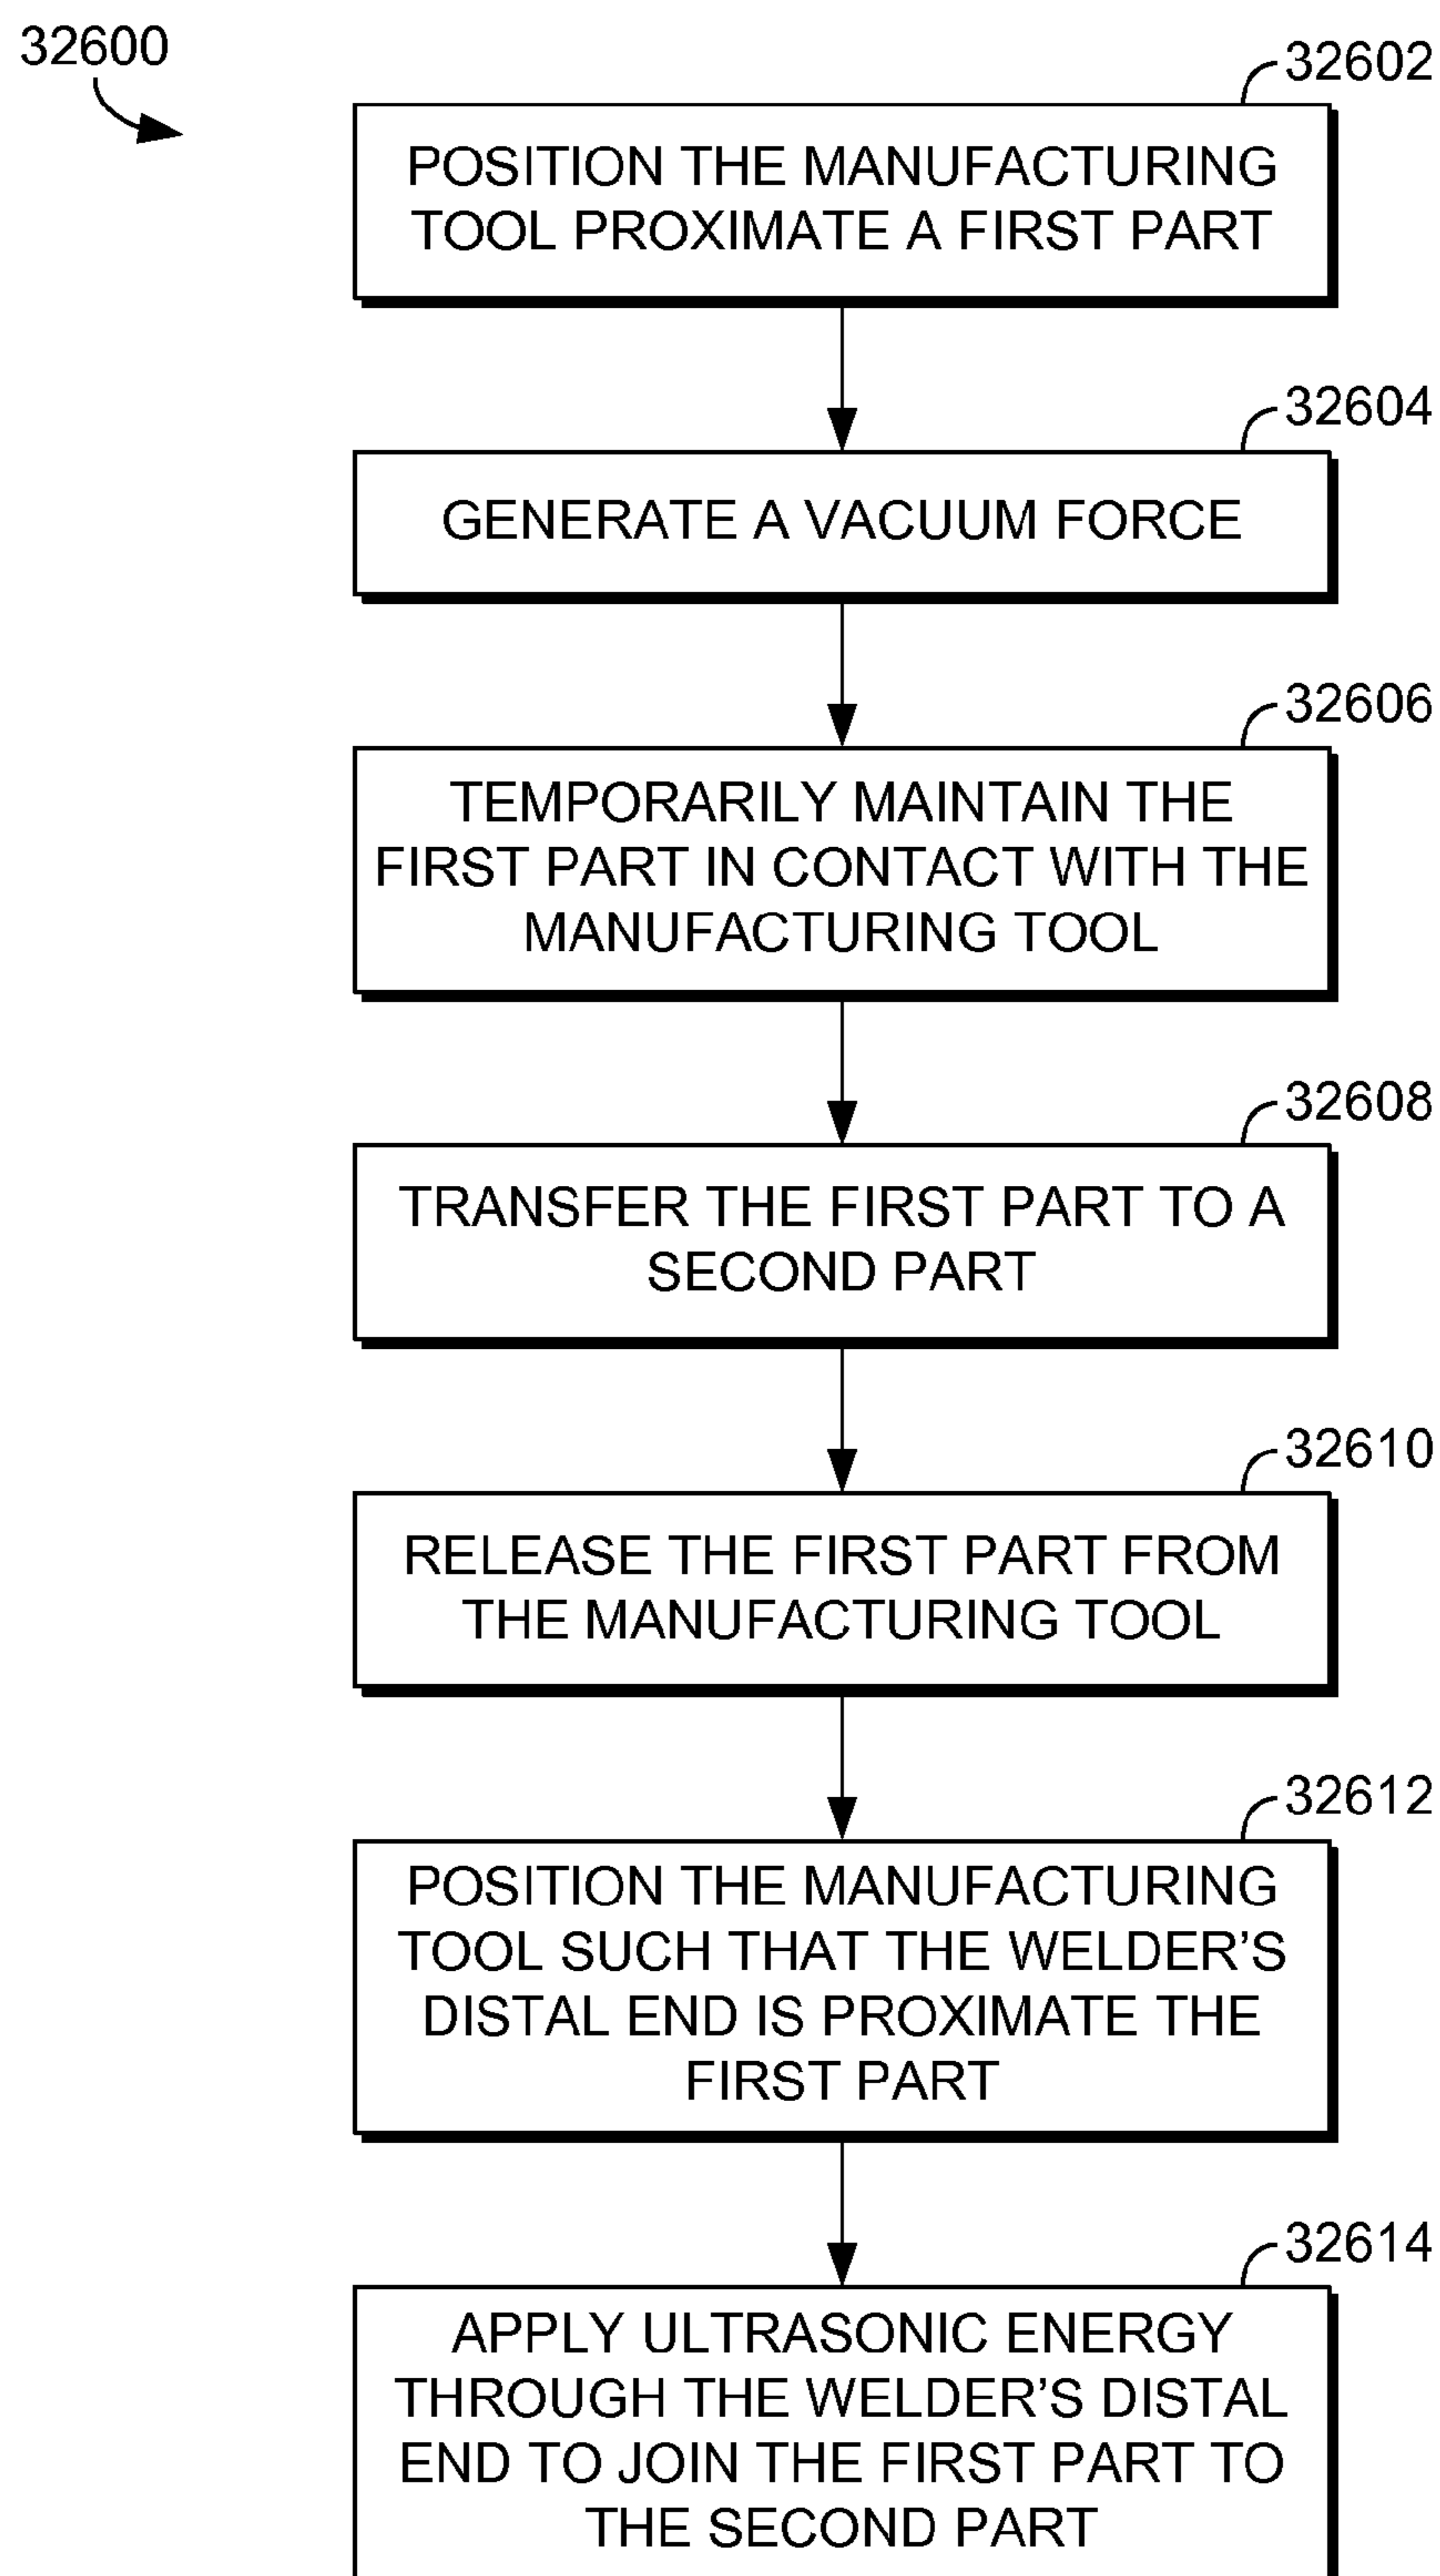 32600
32602
POSITION THE MANUFACTURING
TOOL PROXIMATE A FIRST PART
32604
GENERATE A VACUUM FORCE
32606
TEMPORARILY MAINTAIN THE
FIRST PART IN CONTACT WITH THE
MANUFACTURING TOOL
32608
TRANSFER THE FIRST PART TO A
SECOND PART
32610
RELEASE THE FIRST PART FROM
THE MANUFACTURING TOOL
32612
POSITION THE MANUFACTURING
TOOL SUCH THAT THE WELDER’S
DISTAL END IS PROXIMATE THE
FIRST PART
32614
APPLY ULTRASONIC ENERGY
THROUGH THE WELDER’S DISTAL
END TO JOIN THE FIRST PART TO
THE SECOND PART